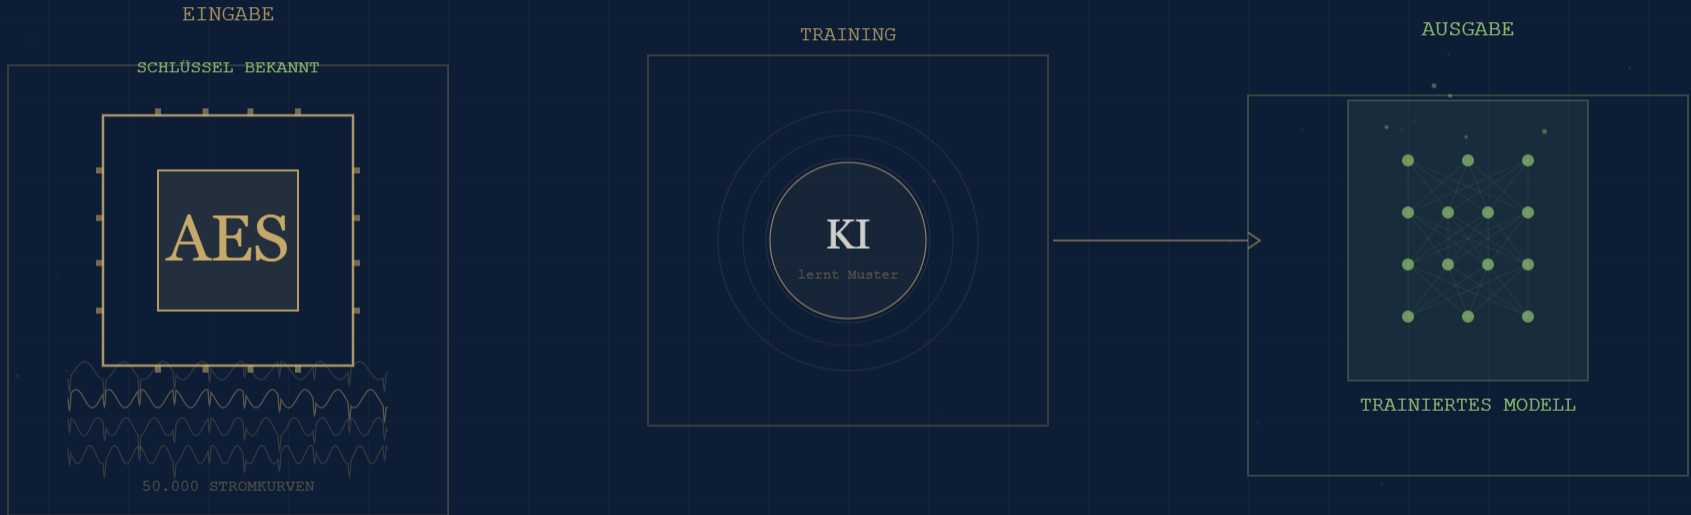 EINGABE
SCHLÜSSEL BEKANNT
AES
50.000 STROMKURVEN
TRAINING
KI
lernt Muster
AUSGABE
TRAINIERTES MODELL